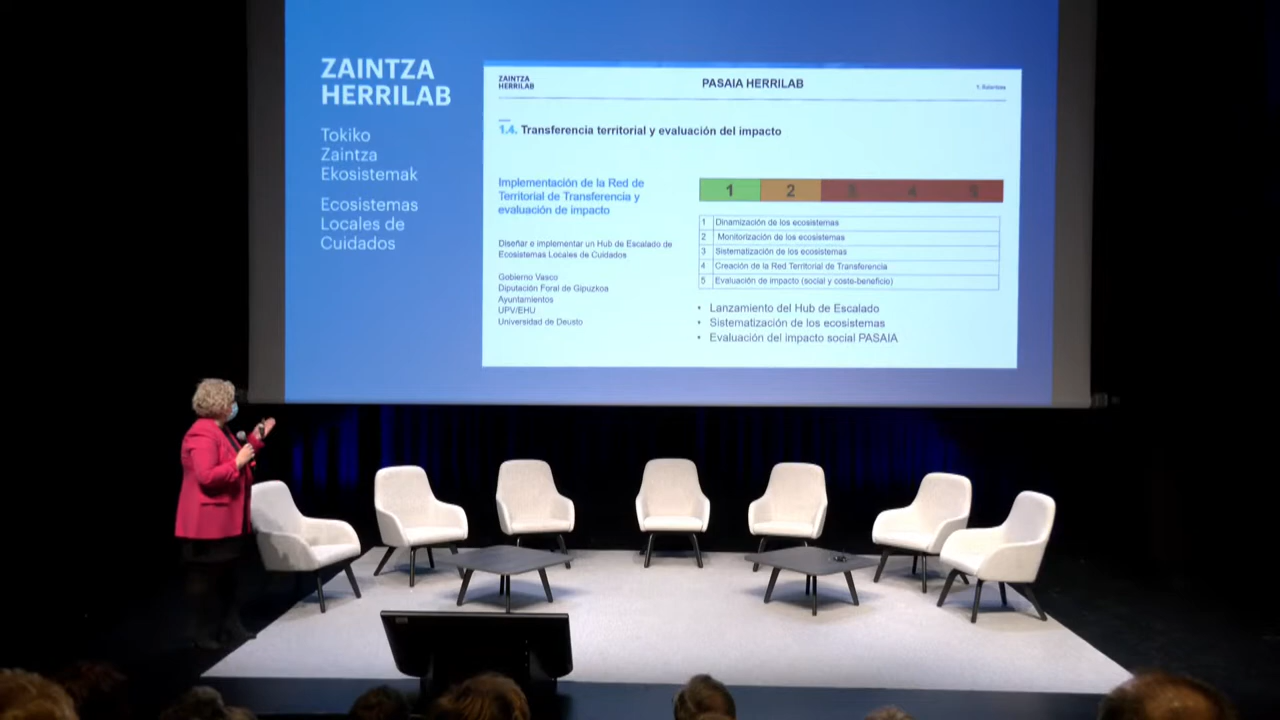 ZAINTZA
HERRILAB
Tokiko
Zaintza
Ekosistemak
Ecosistemas
Locales de
Cuidados
ZAINTZA
HERRILAB
PASAIA HERRILAB
1.4. Transferencia territorial y evaluación del impacto
Implementación de la Red de
Territorial de Transferencia y
evaluación de impacto
Diseñar e implementar un Hub de Escalado de
Ecosistemas Locales de Cuidados
Gobierno Vasco
Diputación Foral de Gipuzkoa
Ayuntamientos
UPV/EHU
Universidad de Deusto
1 2 3 4 5
1 Dinamización de los ecosistemas
2 Monitorización de los ecosistemas
3 Sistematización de los ecosistemas
4 Creación de la Red Territorial de Transferencia
5 Evaluación de impacto (social y costo-beneficio)
• Lanzamiento del Hub de Escalado
• Sistematización de los ecosistemas
• Evaluación del impacto social PASAIA